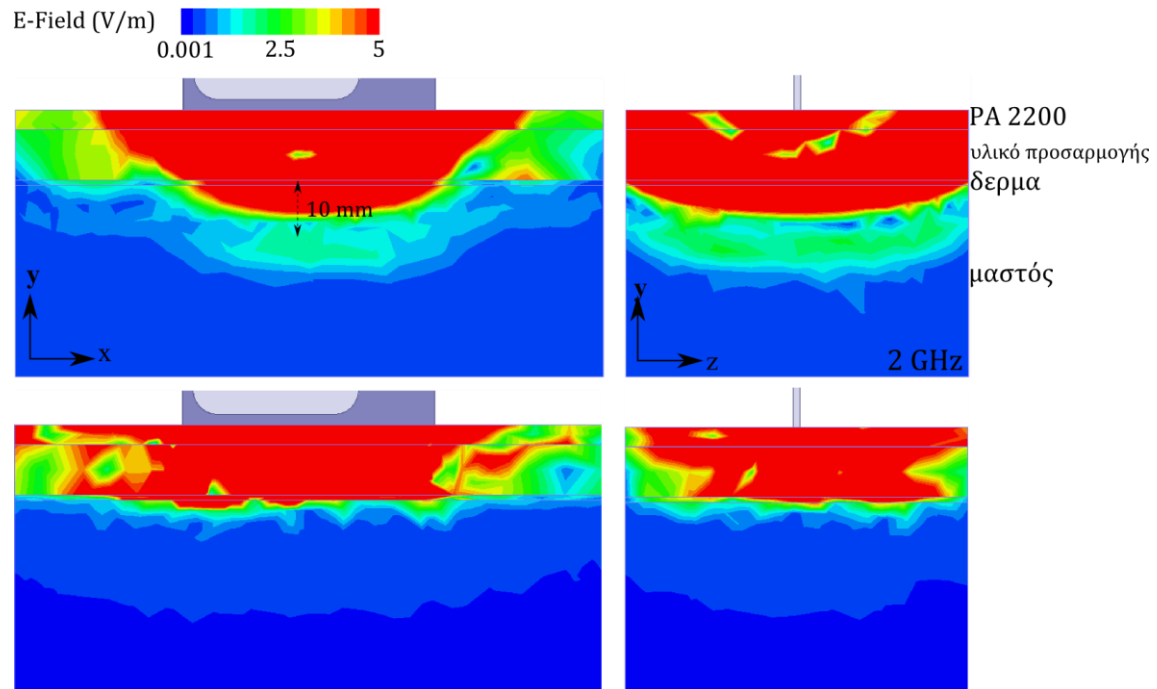 E-Field (V/m)
0.001 2.5 5
PA 2200
υλικό προσαρμογής
δερμα
10 mm
μαστός
y
x
y
z
2 GHz